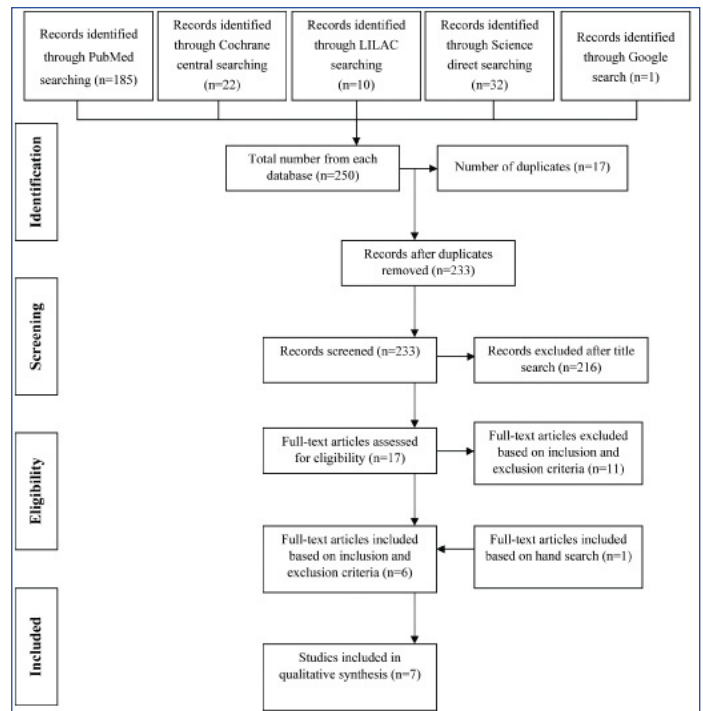 Records identified
through PubMed
searching (n=185)
Records identified
through Cochrane
central searching
(n=22)
Records identified
through LILAC
searching
(n=10)
Records identified
through Science
direct searching
(n=32)
Records identified
through Google
search (n=1)
Identification
Total number from each
database (n=250)
Number of duplicates (n=17)
Records after duplicates
removed (n=233)
Screening
Records screened (n=233)
Records excluded after title
search (n=216)
Eligibility
Full-text articles assessed
for eligibility (n=17)
Full-text articles excluded
based on inclusion and
exclusion criteria (n=11)
Full-text articles included
based on inclusion and
exclusion criteria (n=6)
Full-text articles included
based on hand search (n=1)
Included
Studies included in
qualitative synthesis (n=7)